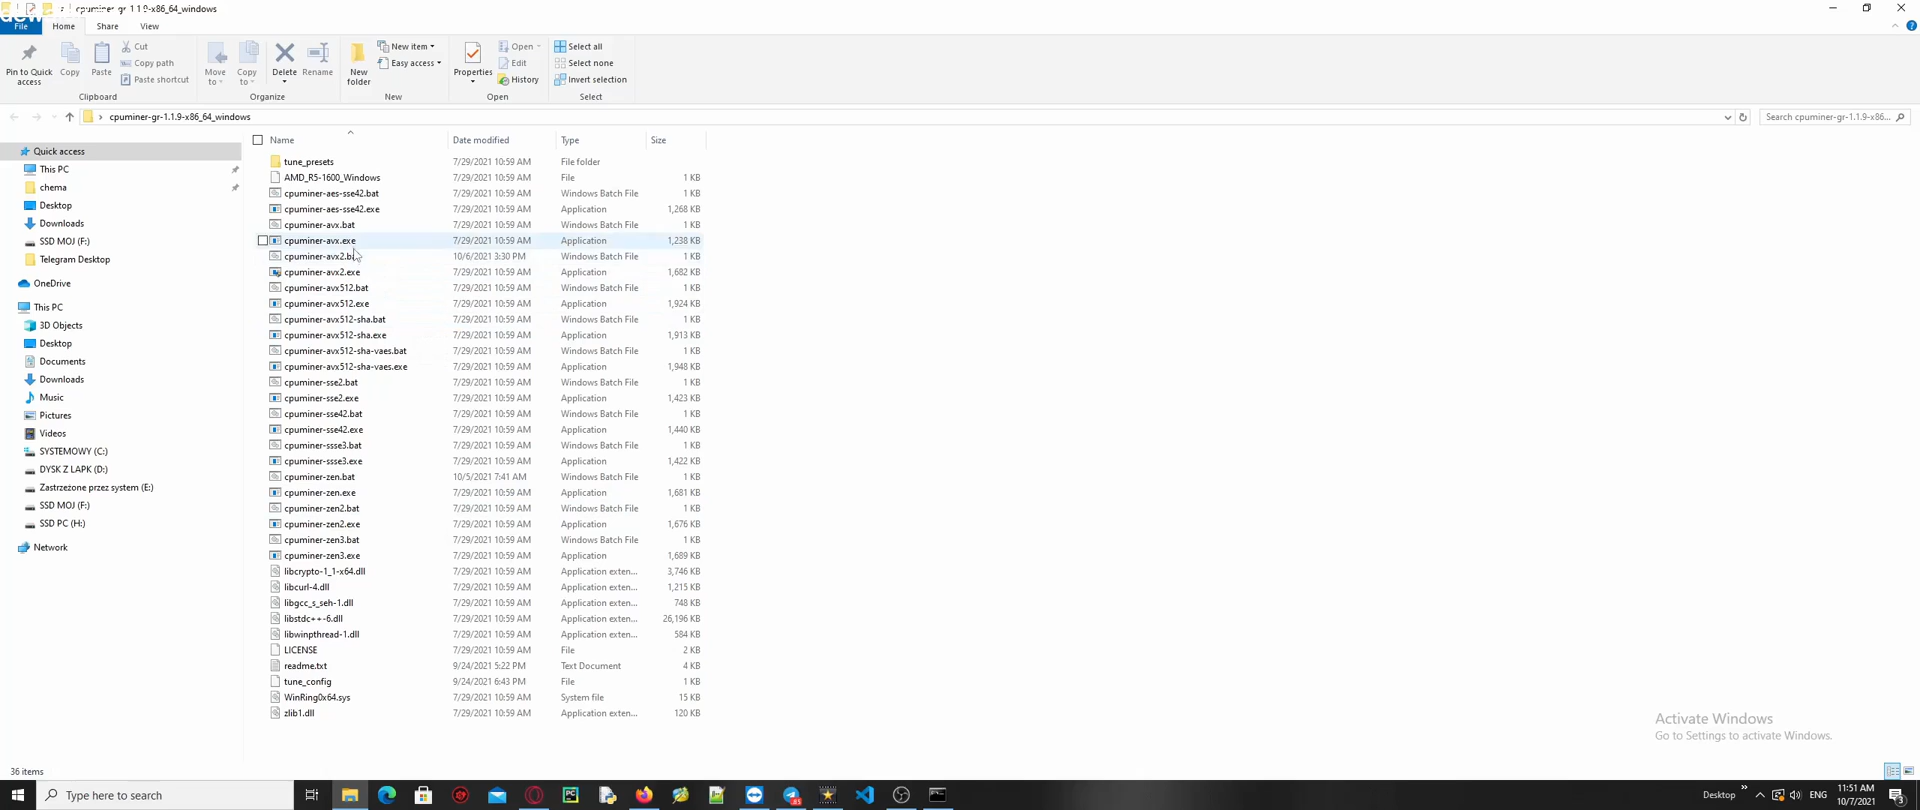 cpuminer-gr-1.1.9-x86_64_windows
File Home Share View
Pin to Quick access
Copy
Paste
Cut
Copy path
Paste shortcut
Clipboard
Move to
Copy to
Delete
Rename
Organize
New folder
New item
Easy access
New
Properties
Open
Edit
History
Open
Select all
Select none
Invert selection
Select
› cpuminer-gr-1.1.9-x86_64_windows
Search cpuminer-gr-1.1.9-x86...
Quick access
This PC
chema
Desktop
Downloads
SSD MOJ (F:)
Telegram Desktop
OneDrive
This PC
3D Objects
Desktop
Documents
Downloads
Music
Pictures
Videos
SYSTEMOWY (C:)
DYSK Z LAPK (D:)
Zastrzeżone przez system (E:)
SSD MOJ (F:)
SSD PC (H:)
Network
Name Date modified Type Size
tune_presets 7/29/2021 10:59 AM File folder
AMD_R5-1600_Windows 7/29/2021 10:59 AM File 1 KB
cpuminer-aes-sse42.bat 7/29/2021 10:59 AM Windows Batch File 1 KB
cpuminer-aes-sse42.exe 7/29/2021 10:59 AM Application 1,268 KB
cpuminer-avx.bat 7/29/2021 10:59 AM Windows Batch File 1 KB
cpuminer-avx.exe 7/29/2021 10:59 AM Application 1,238 KB
cpuminer-avx2.bat 10/6/2021 3:30 PM Windows Batch File 1 KB
cpuminer-avx2.exe 7/29/2021 10:59 AM Application 1,682 KB
cpuminer-avx512.bat 7/29/2021 10:59 AM Windows Batch File 1 KB
cpuminer-avx512.exe 7/29/2021 10:59 AM Application 1,924 KB
cpuminer-avx512-sha.bat 7/29/2021 10:59 AM Windows Batch File 1 KB
cpuminer-avx512-sha.exe 7/29/2021 10:59 AM Application 1,913 KB
cpuminer-avx512-sha-vaes.bat 7/29/2021 10:59 AM Windows Batch File 1 KB
cpuminer-avx512-sha-vaes.exe 7/29/2021 10:59 AM Application 1,948 KB
cpuminer-sse2.bat 7/29/2021 10:59 AM Windows Batch File 1 KB
cpuminer-sse2.exe 7/29/2021 10:59 AM Application 1,423 KB
cpuminer-sse42.bat 7/29/2021 10:59 AM Windows Batch File 1 KB
cpuminer-sse42.exe 7/29/2021 10:59 AM Application 1,440 KB
cpuminer-ssse3.bat 7/29/2021 10:59 AM Windows Batch File 1 KB
cpuminer-ssse3.exe 7/29/2021 10:59 AM Application 1,422 KB
cpuminer-zen.bat 10/5/2021 7:41 AM Windows Batch File 1 KB
cpuminer-zen.exe 7/29/2021 10:59 AM Application 1,681 KB
cpuminer-zen2.bat 7/29/2021 10:59 AM Windows Batch File 1 KB
cpuminer-zen2.exe 7/29/2021 10:59 AM Application 1,676 KB
cpuminer-zen3.bat 7/29/2021 10:59 AM Windows Batch File 1 KB
cpuminer-zen3.exe 7/29/2021 10:59 AM Application 1,689 KB
libcrypto-1_1-x64.dll 7/29/2021 10:59 AM Application exten... 3,746 KB
libcurl-4.dll 7/29/2021 10:59 AM Application exten... 1,215 KB
libgcc_s_seh-1.dll 7/29/2021 10:59 AM Application exten... 748 KB
libstdc++-6.dll 7/29/2021 10:59 AM Application exten... 26,196 KB
libwinpthread-1.dll 7/29/2021 10:59 AM Application exten... 584 KB
LICENSE 7/29/2021 10:59 AM File 2 KB
readme.txt 9/24/2021 5:22 PM Text Document 4 KB
tune_config 9/24/2021 6:43 PM File 1 KB
WinRing0x64.sys 7/29/2021 10:59 AM System file 15 KB
zlib1.dll 7/29/2021 10:59 AM Application exten... 120 KB
Activate Windows
Go to Settings to activate Windows.
36 items
Type here to search
Desktop
ENG
11:51 AM
10/7/2021